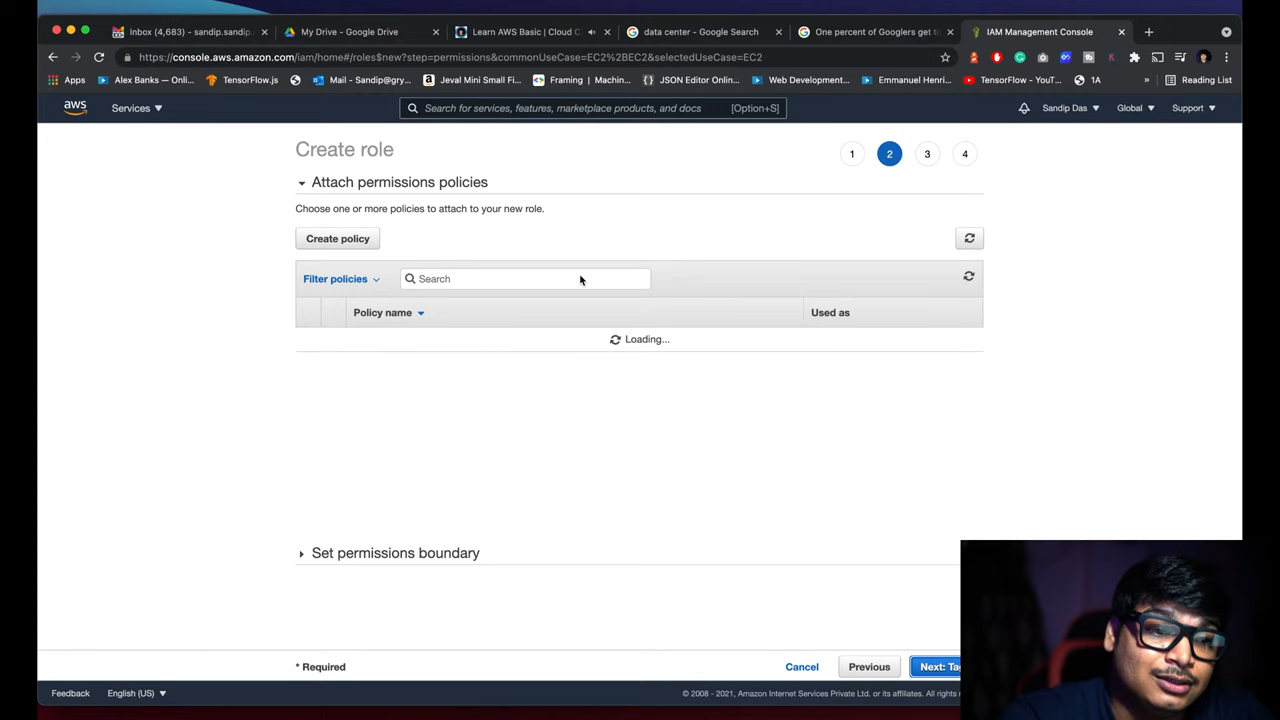 Inbox (4,683) - sandip.sandip.
My Drive - Google Drive
Learn AWS Basic | Cloud C
data center - Google Search
One percent of Googlers get t
IAM Management Console
https://console.aws.amazon.com/iam/home#/roles$new?step=permissions&commonUseCase=EC2%2BEC2&selectedUseCase=EC2
Apps
Alex Banks — Onli...
TensorFlow.js
Mail - Sandip@gry...
Jeval Mini Small Fi...
Framing | Machin...
JSON Editor Onlin...
Web Development...
Emmanuel Henri...
TensorFlow - YouT...
1A
»
Reading List
aws
Services
Search for services, features, marketplace products, and docs
[Option+S]
Sandip Das
Global
Support
Create role
1
2
3
4
Attach permissions policies
Choose one or more policies to attach to your new role.
Create policy
Filter policies
Search
Policy name
Used as
Loading...
Set permissions boundary
* Required
Cancel
Previous
Next: Ta
Feedback
English (US)
© 2008 - 2021, Amazon Internet Services Private Ltd. or its affiliates. All rights